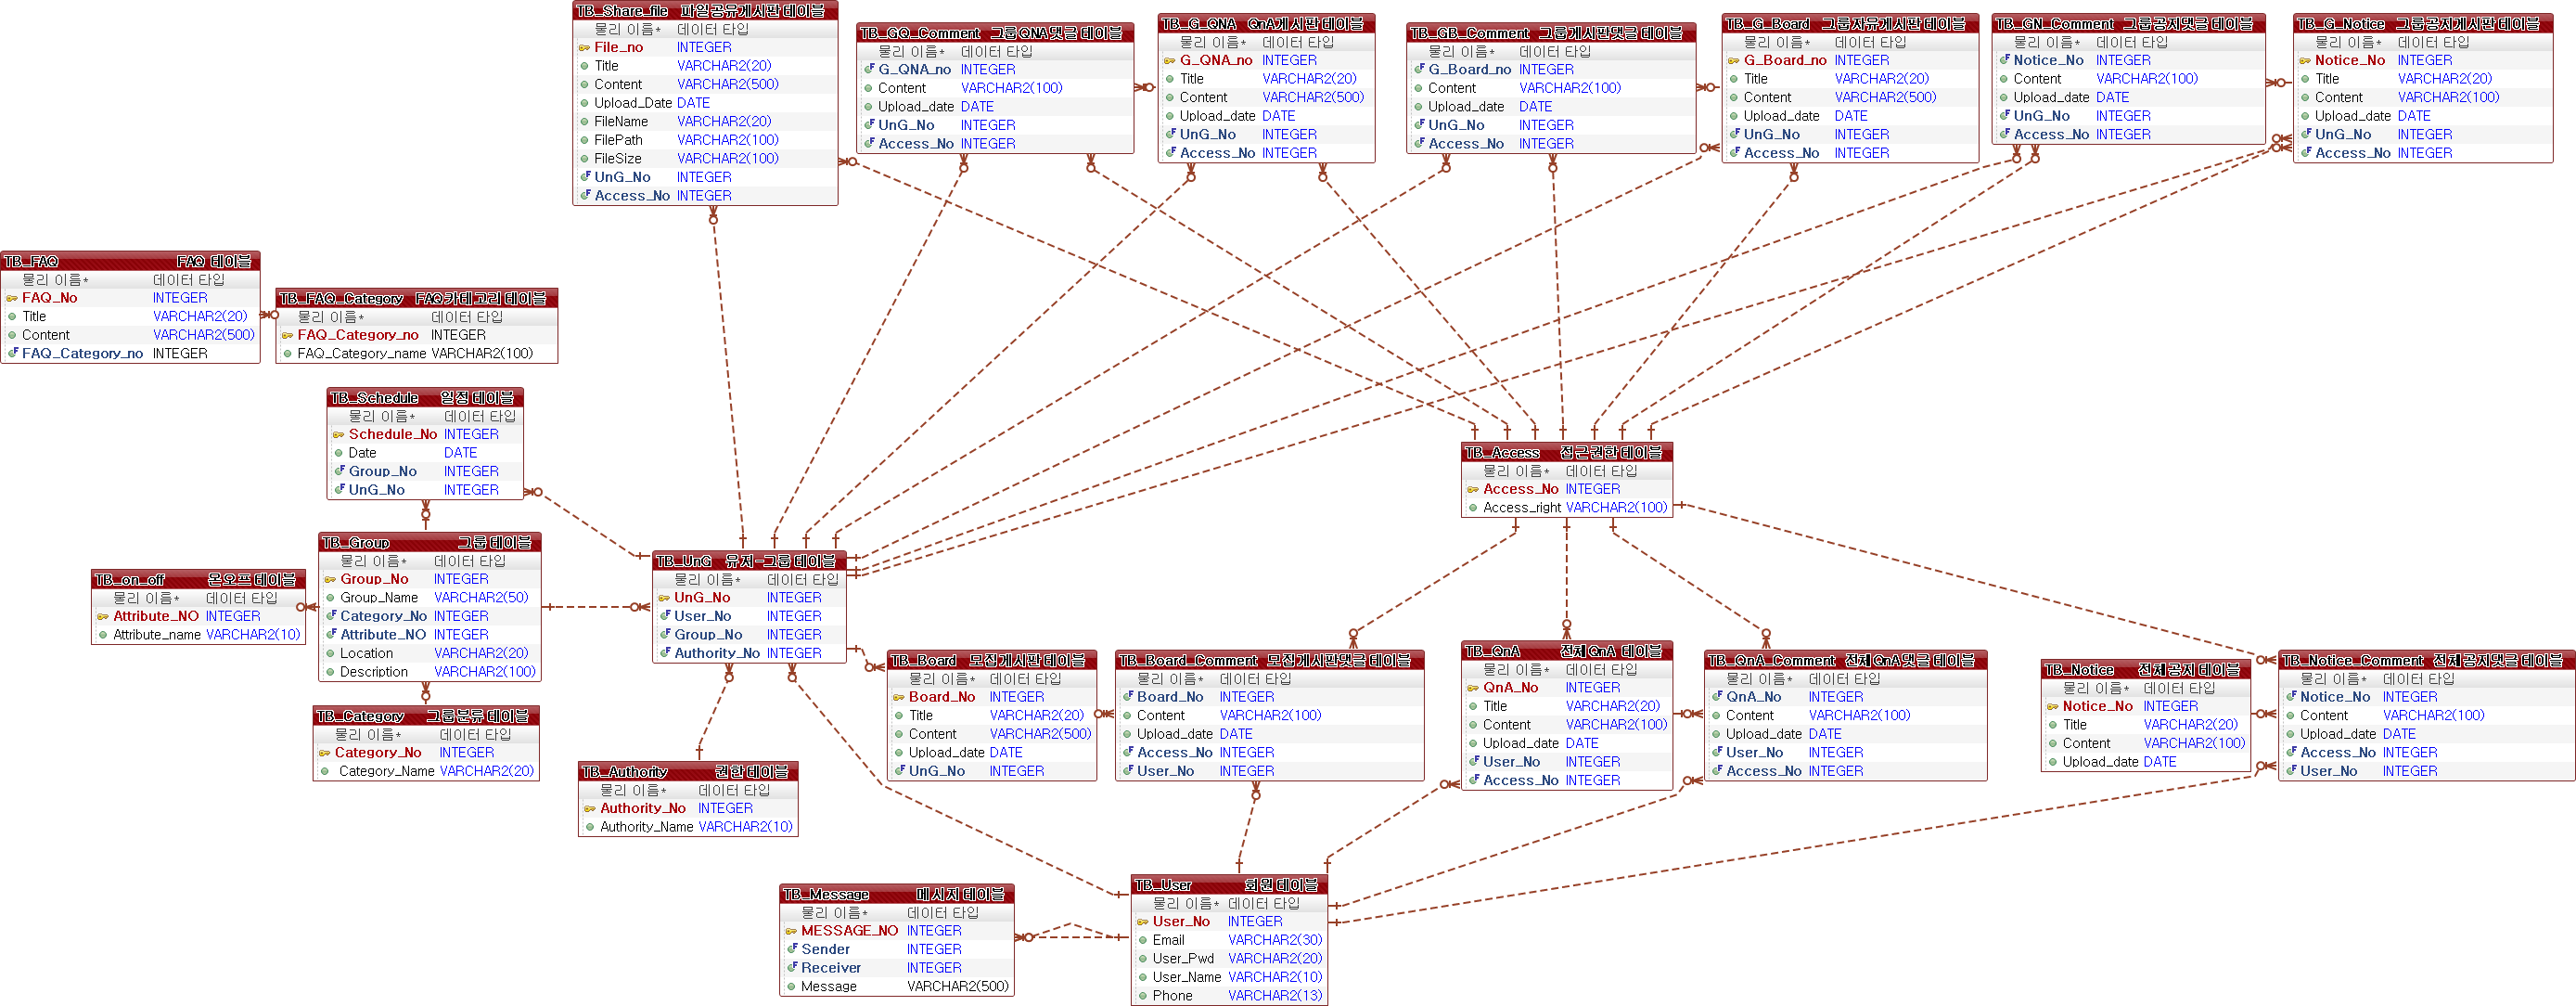 TB_Share_file 파일공유게시판 테이블
물리 이름* 데이터 타입
File_no INTEGER
Title VARCHAR2(20)
Content VARCHAR2(500)
Upload_Date DATE
FileName VARCHAR2(20)
FilePath VARCHAR2(100)
FileSize VARCHAR2(100)
UnG_No INTEGER
Access_No INTEGER
TB_GQ_Comment 그룹QNA댓글 테이블
물리 이름* 데이터 타입
G_QNA_no INTEGER
Content VARCHAR2(100)
Upload_date DATE
UnG_No INTEGER
Access_No INTEGER
TB_G_QNA QnA게시판 테이블
물리 이름* 데이터 타입
G_QNA_no INTEGER
Title VARCHAR2(20)
Content VARCHAR2(500)
Upload_date DATE
UnG_No INTEGER
Access_No INTEGER
TB_GB_Comment 그룹게시판댓글 테이블
물리 이름* 데이터 타입
G_Board_no INTEGER
Content VARCHAR2(100)
Upload_date DATE
UnG_No INTEGER
Access_No INTEGER
TB_G_Board 그룹자유게시판 테이블
물리 이름* 데이터 타입
G_Board_no INTEGER
Title VARCHAR2(20)
Content VARCHAR2(500)
Upload_date DATE
UnG_No INTEGER
Access_No INTEGER
GN_Comment 그룹공지댓글 테이블
물리 이름* 데이터 타입
Notice_No INTEGER
Content VARCHAR2(100)
Upload_date DATE
UnG_No INTEGER
Access_No INTEGER
TB_G_Notice 그룹공지게시판 테이블
물리 이름* 데이터 타입
Notice_No INTEGER
Title VARCHAR2(20)
Content VARCHAR2(100)
Upload_date DATE
UnG_No INTEGER
Access_No INTEGER
TB_FAQ FAQ 테이블
물리 이름* 데이터 타입
FAQ_No INTEGER
Title VARCHAR2(20)
Content VARCHAR2(500)
FAQ_Category_no INTEGER
TB_FAQ_Category FAQ카테고리 테이블
물리 이름* 데이터 타입
FAQ_Category_no INTEGER
FAQ_Category_name VARCHAR2(100)
TB_Schedule 일정 테이블
물리 이름* 데이터 타입
Schedule_No INTEGER
Date DATE
Group_No INTEGER
UnG_No INTEGER
TB_Access 접근권한 테이블
물리 이름* 데이터 타입
Access_No INTEGER
Access_right VARCHAR2(100)
TB_Group 그룹 테이블
물리 이름* 데이터 타입
Group_No INTEGER
Group_Name VARCHAR2(50)
Category_No INTEGER
Attribute_NO INTEGER
Location VARCHAR2(20)
Description VARCHAR2(100)
TB_on_off 온오프 테이블
물리 이름* 데이터 타입
Attribute_NO INTEGER
Attribute_name VARCHAR2(10)
TB_UnG 유저-그룹 테이블
물리 이름* 데이터 타입
UnG_No INTEGER
User_No INTEGER
Group_No INTEGER
Authority_No INTEGER
TB_Category 그룹분류 테이블
물리 이름* 데이터 타입
Category_No INTEGER
Category_Name VARCHAR2(20)
TB_Authority 권한 테이블
물리 이름* 데이터 타입
Authority_No INTEGER
Authority_Name VARCHAR2(10)
TB_Board 모집게시판 테이블
물리 이름* 데이터 타입
Board_No INTEGER
Title VARCHAR2(20)
Content VARCHAR2(500)
Upload_date DATE
UnG_No INTEGER
TB_Board_Comment 모집게시판댓글 테이블
물리 이름* 데이터 타입
Board_No INTEGER
Content VARCHAR2(100)
Upload_date DATE
Access_No INTEGER
User_No INTEGER
TB_QnA 전체QnA 테이블
물리 이름* 데이터 타입
QnA_No INTEGER
Title VARCHAR2(20)
Content VARCHAR2(100)
Upload_date DATE
User_No INTEGER
Access_No INTEGER
TB_QnA_Comment 전체QnA댓글 테이블
물리 이름* 데이터 타입
QnA_No INTEGER
Content VARCHAR2(100)
Upload_date DATE
User_No INTEGER
Access_No INTEGER
TB_Notice 전체공지 테이블
물리 이름* 데이터 타입
Notice_No INTEGER
Title VARCHAR2(20)
Content VARCHAR2(100)
Upload_date DATE
TB_Notice_Comment 전체공지댓글 테이블
물리 이름* 데이터 타입
Notice_No INTEGER
Content VARCHAR2(100)
Upload_date DATE
Access_No INTEGER
User_No INTEGER
TB_Message 메시지 테이블
물리 이름* 데이터 타입
MESSAGE_NO INTEGER
Sender INTEGER
Receiver INTEGER
Message VARCHAR2(500)
TB_User 회원 테이블
물리 이름* 데이터 타입
User_No INTEGER
Email VARCHAR2(30)
User_Pwd VARCHAR2(20)
User_Name VARCHAR2(10)
Phone VARCHAR2(13)